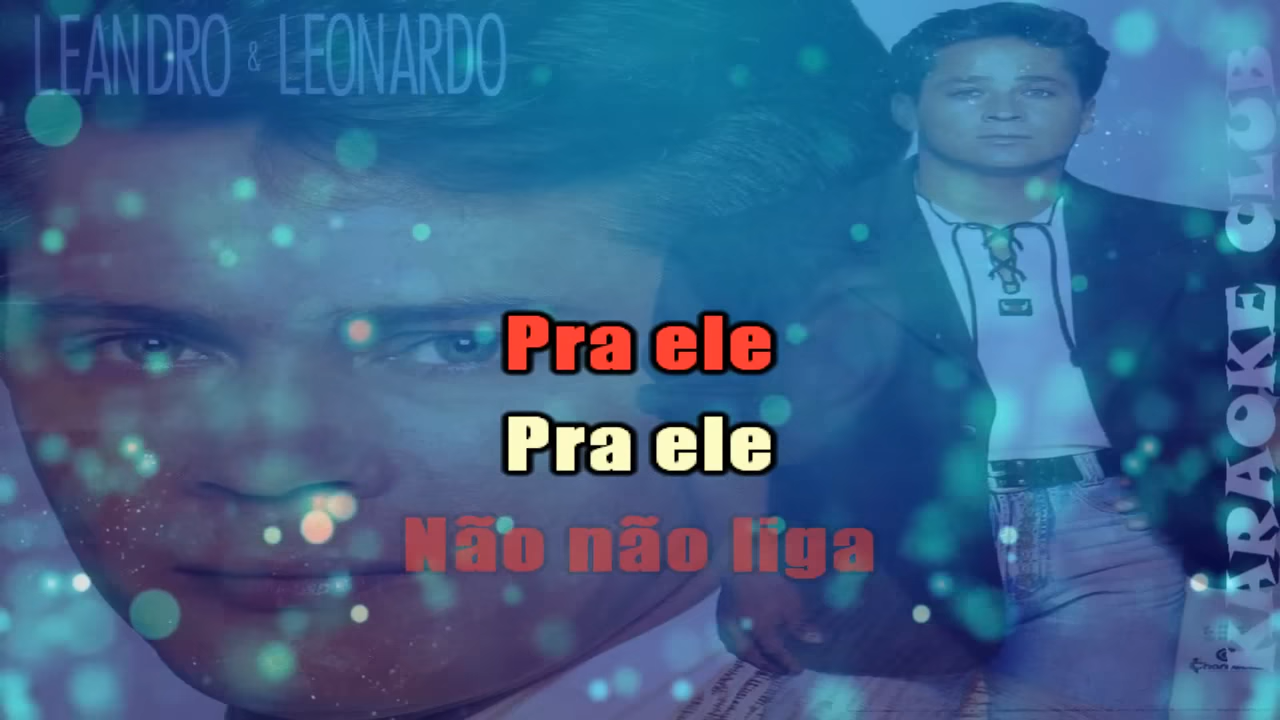 LEANDRO & LEONARDO
Pra ele
Pra ele
Não não liga
KARAOKE CLUB